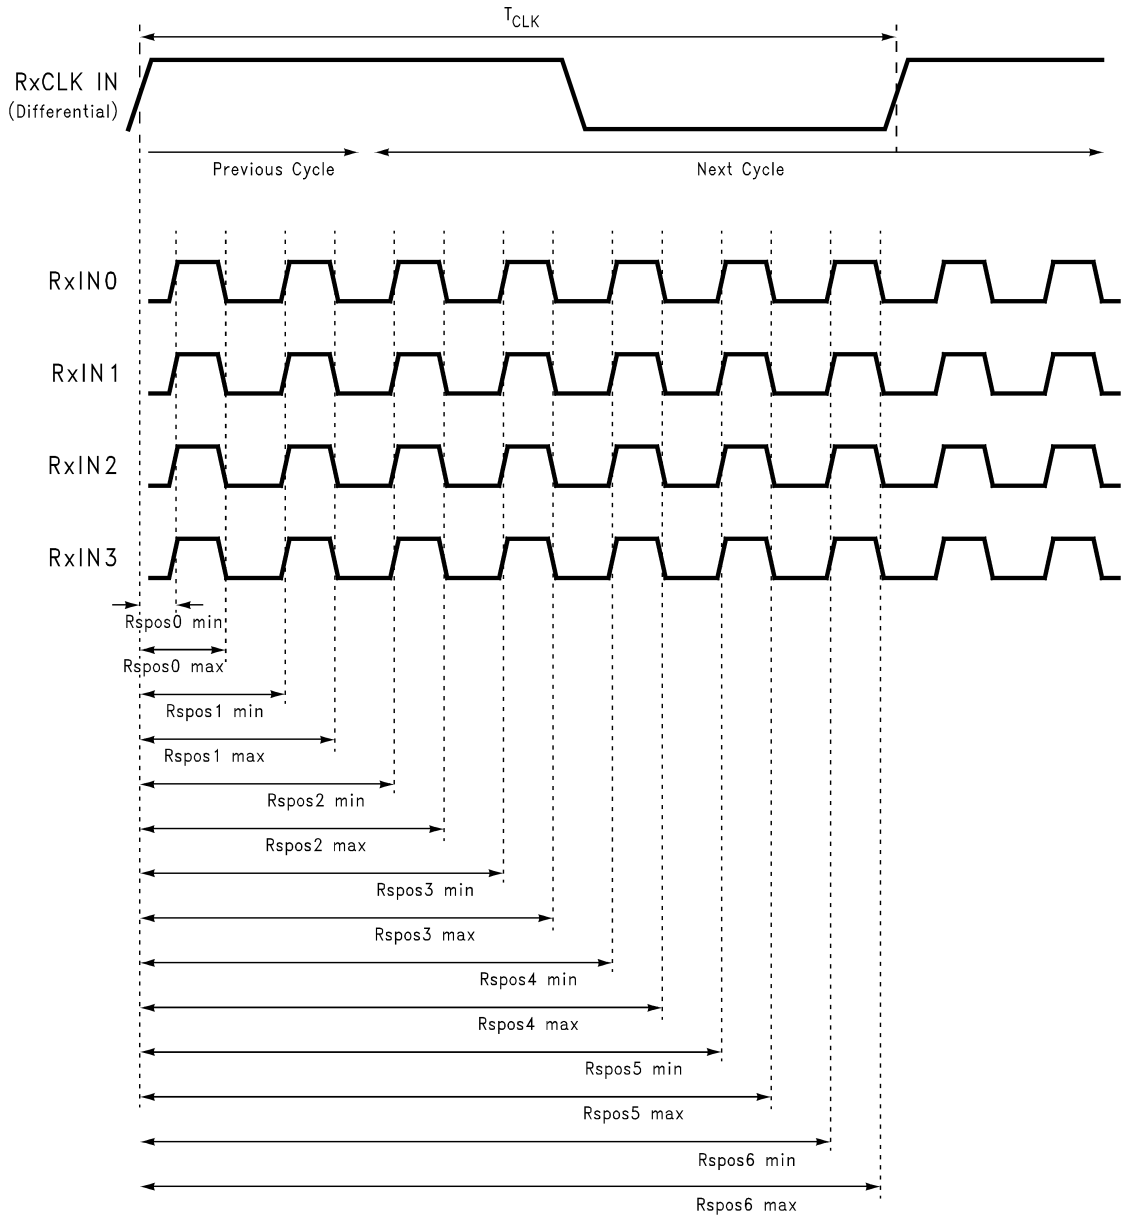 TCLK
RxCLK IN
(Differential)
Previous Cycle
Next Cycle
RxIN0
RxIN1
RxIN2
RxIN3
Rspos0 min
Rspos0 max
Rspos1 min
Rspos1 max
Rspos2 min
Rspos2 max
Rspos3 min
Rspos3 max
Rspos4 min
Rspos4 max
Rspos5 min
Rspos5 max
Rspos6 min
Rspos6 max